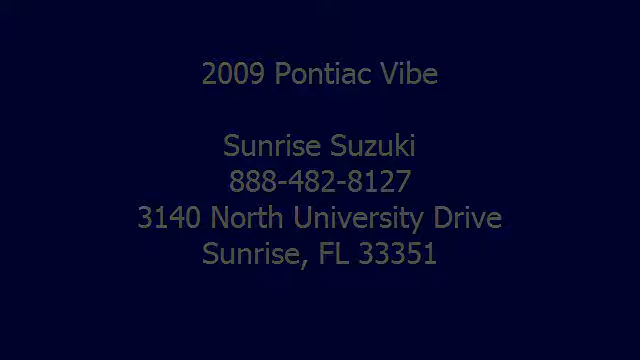 2009 Pontiac Vibe
Sunrise Suzuki
888-482-8127
3140 North University Drive
Sunrise, FL 33351